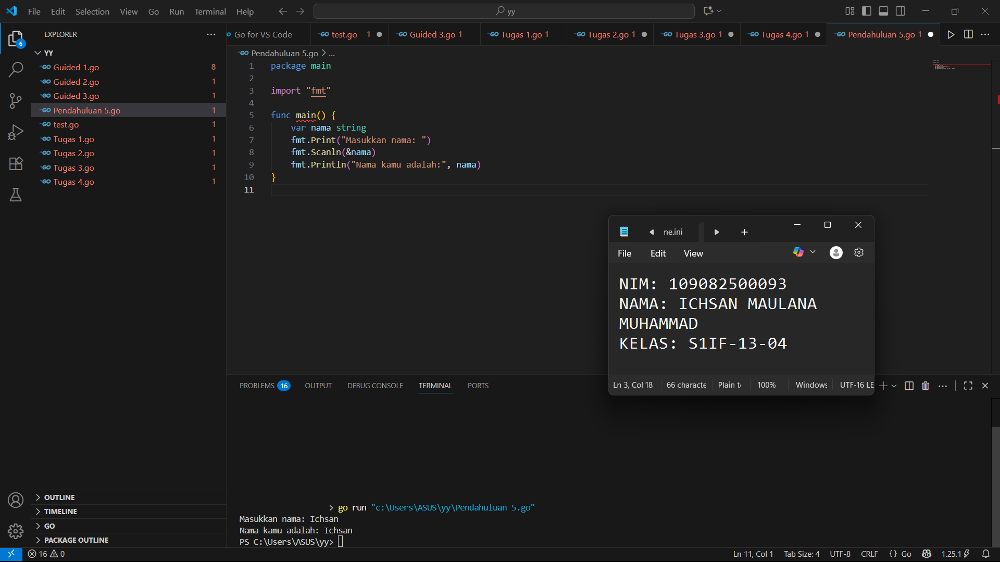 File Edit Selection View Go Run Terminal Help
yy
EXPLORER
YY
Guided 1.go 8
Guided 2.go 1
Guided 3.go 1
Pendahuluan 5.go 1
test.go 1
Tugas 1.go 1
Tugas 2.go 1
Tugas 3.go 1
Tugas 4.go 1
OUTLINE
TIMELINE
GO
PACKAGE OUTLINE
6
Go for VS Code test.go 1 Guided 3.go 1 Tugas 1.go 1 Tugas 2.go 1 Tugas 3.go 1 Tugas 4.go 1 Pendahuluan 5.go 1
Pendahuluan 5.go > ...
1 package main
2
3 import "fmt"
4
5 func main() {
6 var nama string
7 fmt.Print("Masukkan nama: ")
8 fmt.Scanln(&nama)
9 fmt.Println("Nama kamu adalah:", nama)
10 }
11
ne.ini
File Edit View
NIM: 109082500093
NAMA: ICHSAN MAULANA
MUHAMMAD
KELAS: S1IF-13-04
Ln 3, Col 18 66 characte Plain t 100% Windows UTF-16 LE
PROBLEMS 16 OUTPUT DEBUG CONSOLE TERMINAL PORTS
> go run "c:\Users\ASUS\yy\Pendahuluan 5.go"
Masukkan nama: Ichsan
Nama kamu adalah: Ichsan
PS C:\Users\ASUS\yy>
16 0 Ln 11, Col 1 Tab Size: 4 UTF-8 CRLF {} Go 1.25.1